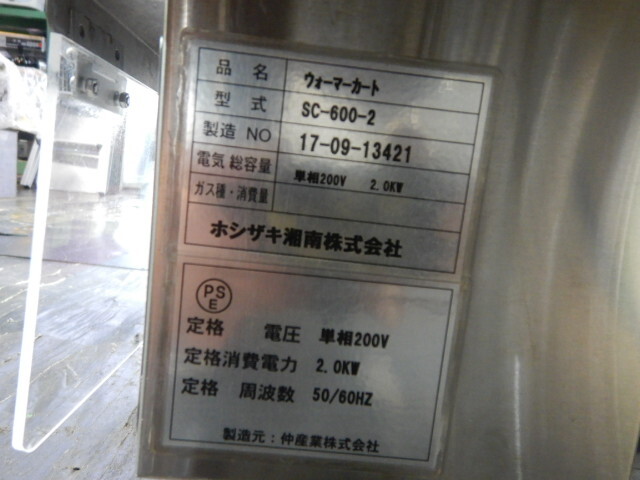 品名 ウォーマーカート
型式 SC-600-2
製造 NO 17-09-13421
電気 総容量 単相200V 2.0KW
ガス種・消費量
ホシザキ湘南株式会社
PSE
定格 電圧 単相200V
定格消費電力 2.0KW
定格 周波数 50/60HZ
製造元：仲産業株式会社